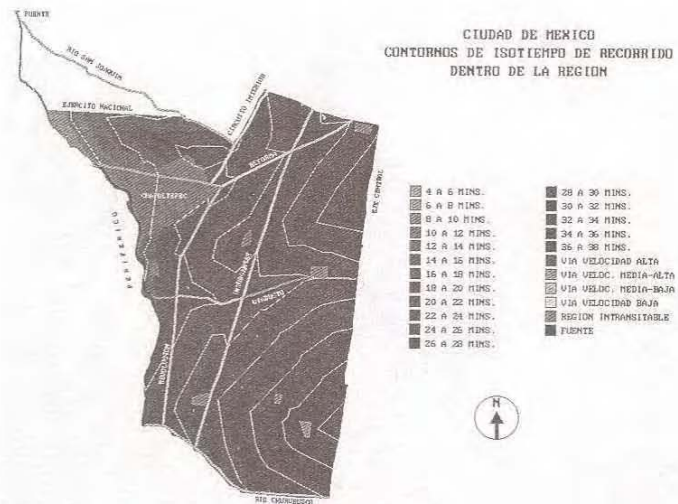 FUENTE
CIUDAD DE MEXICO
CONTORNOS DE ISOTIEMPO DE RECORRIDO
DENTRO DE LA REGION
RIO SAN JOAQUIN
EJERCITO NACIONAL
CIRCUITO INTERIOR
REFORMA
CHAPULTEPEC
EJE CENTRAL
PERIFERICO
INSURGENTES
VIADUCTO
REVOLUCION
RIO CHURUBUSCO
4 A 6 MINS.
6 A 8 MINS.
8 A 10 MINS.
10 A 12 MINS.
12 A 14 MINS.
14 A 16 MINS.
16 A 18 MINS.
18 A 20 MINS.
20 A 22 MINS.
22 A 24 MINS.
24 A 26 MINS.
26 A 28 MINS.
28 A 30 MINS.
30 A 32 MINS.
32 A 34 MINS.
34 A 36 MINS.
36 A 38 MINS.
VIA VELOCIDAD ALTA
VIA VELOC. MEDIA-ALTA
VIA VELOC. MEDIA-BAJA
VIA VELOCIDAD BAJA
REGION INTRANSITABLE
FUENTE
N